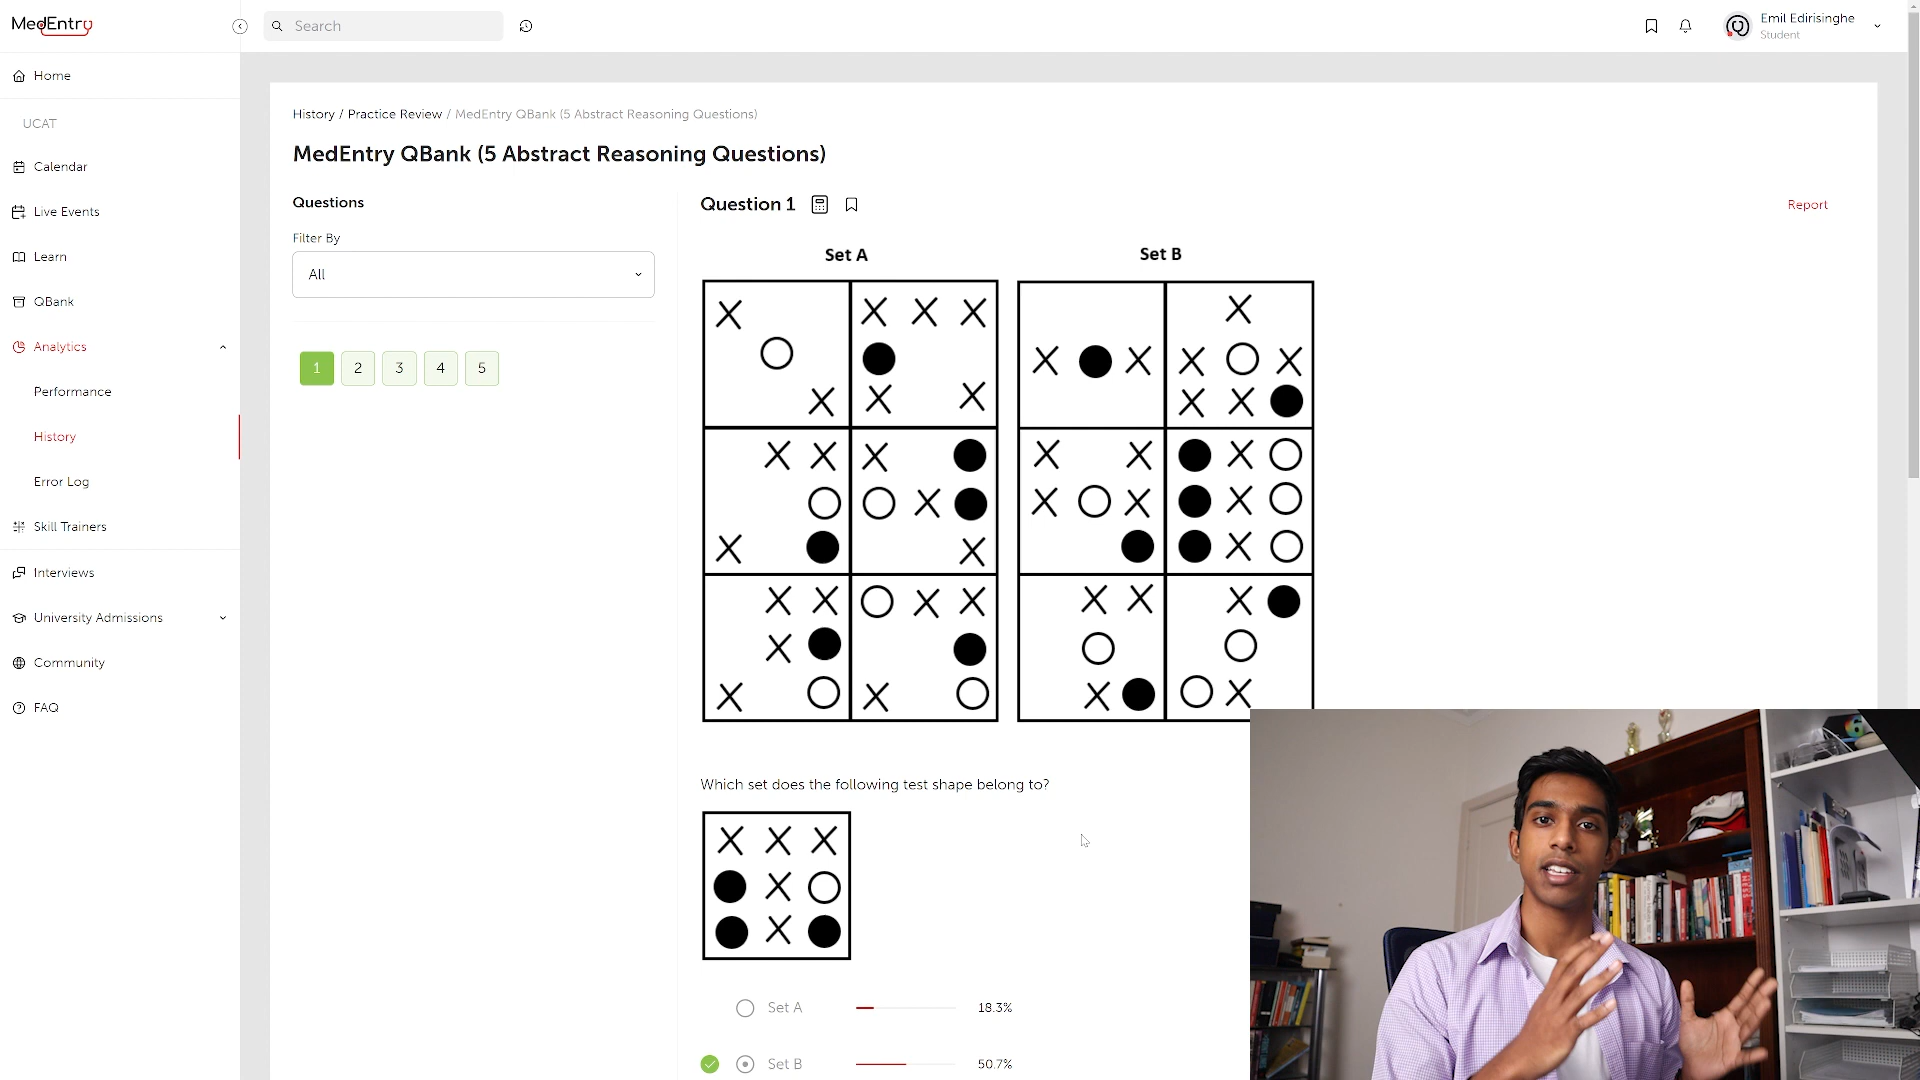 MedEntry
Search
Emil Edirisinghe
Student
Home
UCAT
Calendar
Live Events
Learn
QBank
Analytics
Performance
History
Error Log
Skill Trainers
Interviews
University Admissions
Community
FAQ
History / Practice Review / MedEntry QBank (5 Abstract Reasoning Questions)
MedEntry QBank (5 Abstract Reasoning Questions)
Questions
Filter By
All
1 2 3 4 5
Question 1
Report
Set A Set B
Which set does the following test shape belong to?
Set A 18.3%
Set B 50.7%